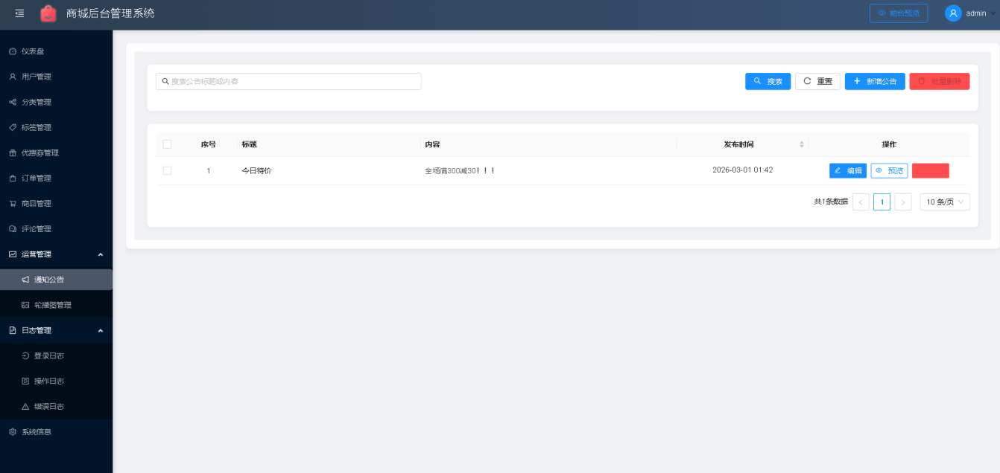 商城后台管理系统
前台预览
admin
仪表盘
用户管理
分类管理
标签管理
优惠券管理
订单管理
商品管理
评论管理
运营管理
通知公告
轮播图管理
日志管理
登录日志
操作日志
错误日志
系统信息
搜索公告标题或内容
搜索
重置
新增公告
批量删除
序号 标题 内容 发布时间 操作
1 今日特价 全场满300减30！！！ 2026-03-01 01:42 编辑 预览
共1条数据 1 10 条/页